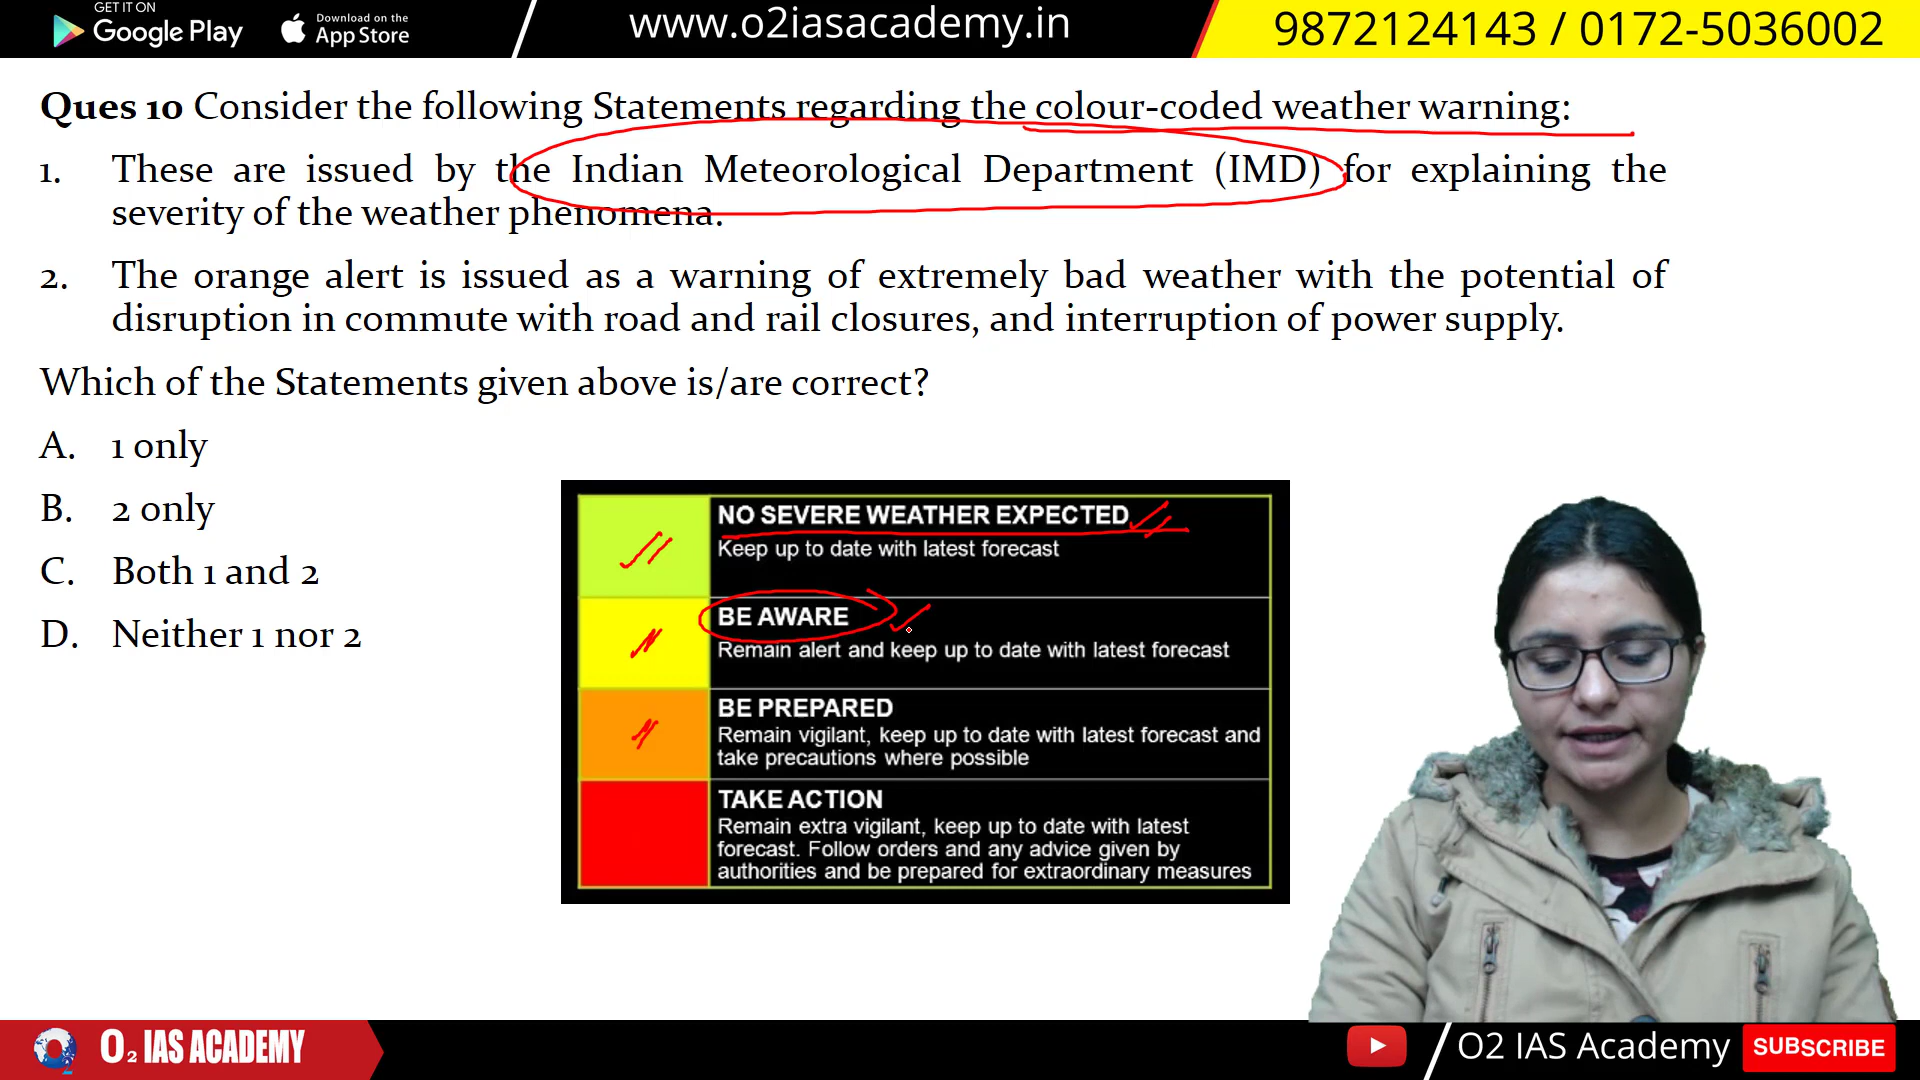 GET IT ON
Google Play
Download on the
App Store
www.o2iasacademy.in
9872124143 / 0172-5036002
Ques 10 Consider the following Statements regarding the colour-coded weather warning:
1. These are issued by the Indian Meteorological Department (IMD) for explaining the
severity of the weather phenomena.
2. The orange alert is issued as a warning of extremely bad weather with the potential of
disruption in commute with road and rail closures, and interruption of power supply.
Which of the Statements given above is/are correct?
A. 1 only
B. 2 only
C. Both 1 and 2
D. Neither 1 nor 2
NO SEVERE WEATHER EXPECTED
Keep up to date with latest forecast
BE AWARE
Remain alert and keep up to date with latest forecast
BE PREPARED
Remain vigilant, keep up to date with latest forecast and
take precautions where possible
TAKE ACTION
Remain extra vigilant, keep up to date with latest
forecast. Follow orders and any advice given by
authorities and be prepared for extraordinary measures
O2 IAS ACADEMY
O2 IAS Academy
SUBSCRIBE